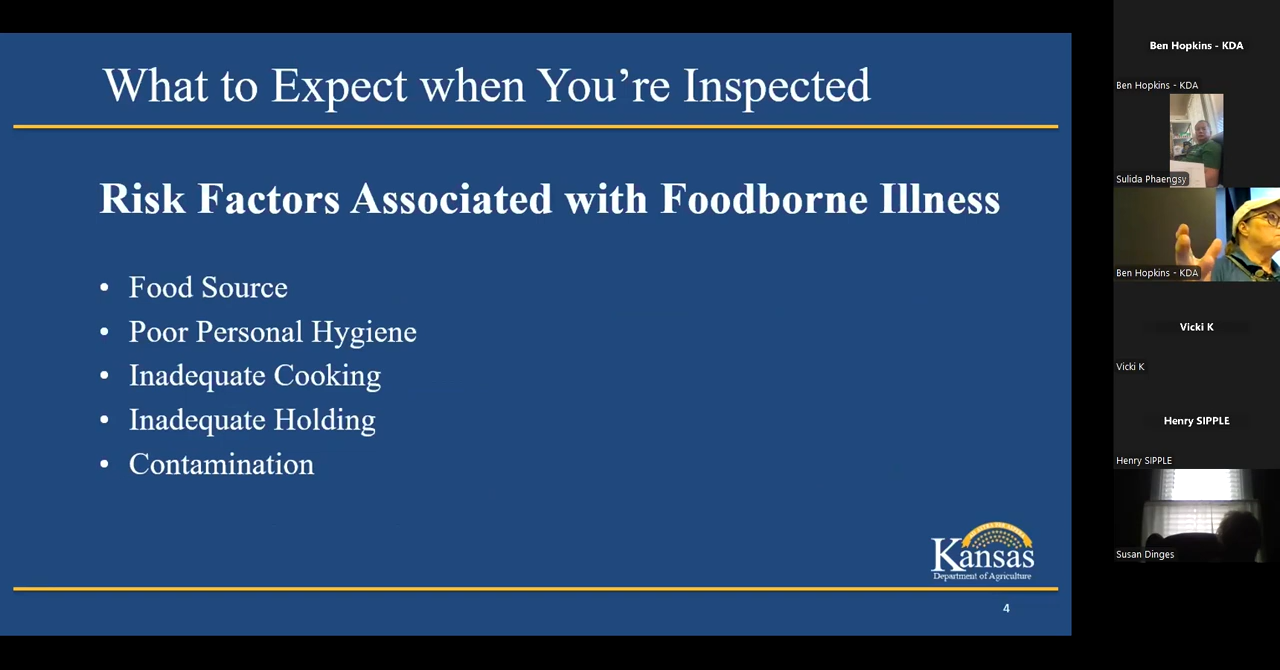 What to Expect when You're Inspected
Risk Factors Associated with Foodborne Illness
• Food Source
• Poor Personal Hygiene
• Inadequate Cooking
• Inadequate Holding
• Contamination
Kansas
Department of Agriculture
4
Ben Hopkins - KDA
Ben Hopkins - KDA
Sulida Phaengsy
Ben Hopkins - KDA
Vicki K
Vicki K
Henry SIPPLE
Henry SIPPLE
Susan Dinges